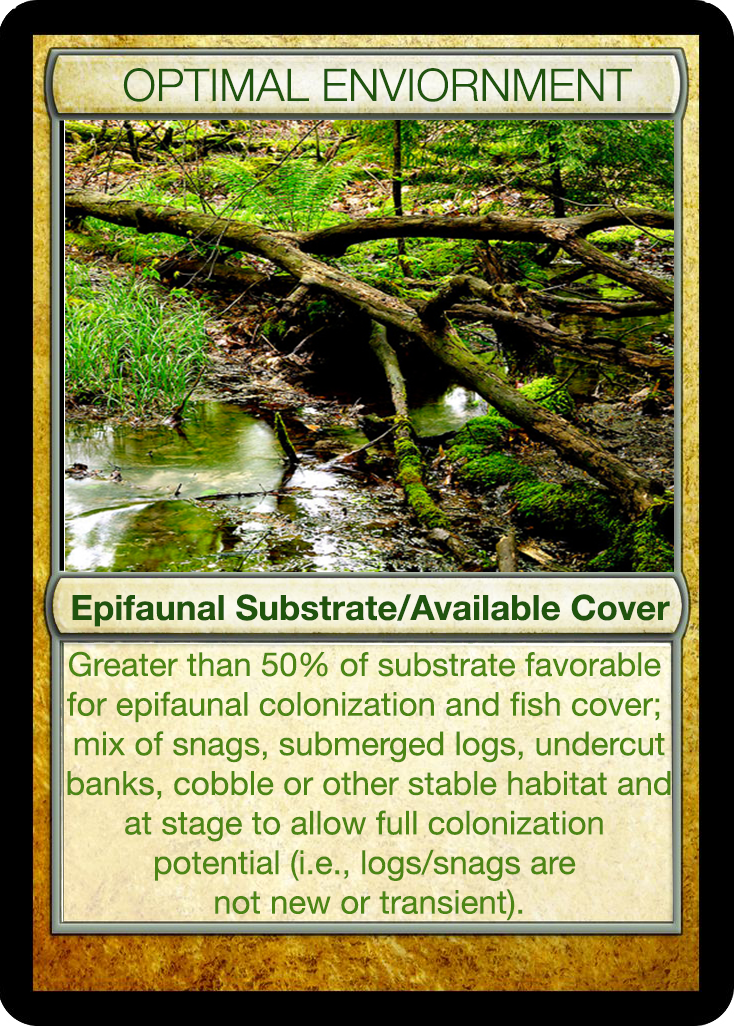 OPTIMAL ENVIORNMENT
Epifaunal Substrate/Available Cover
Greater than 50% of substrate favorable
for epifaunal colonization and fish cover;
mix of snags, submerged logs, undercut
banks, cobble or other stable habitat and
at stage to allow full colonization
potential (i.e., logs/snags are
not new or transient).